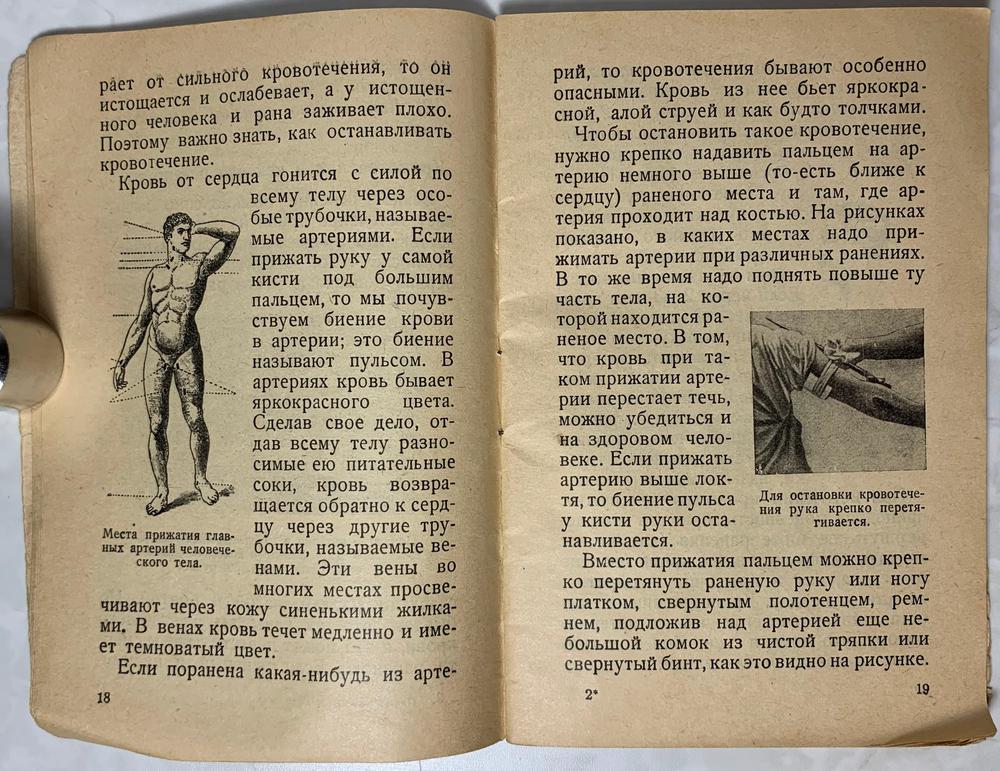 рает от сильного кровотечения, то он
истощается и ослабевает, а у истощен-
ного человека и рана заживает плохо.
Поэтому важно знать, как останавливать
кровотечение.
Кровь от сердца гонится с силой по
всему телу через осо-
бые трубочки, называе-
мые артериями. Если
прижать руку у самой
кисти под большим
пальцем, то мы почув-
ствуем биение крови
в артерии; это биение
называют пульсом. В
артериях кровь бывает
яркокрасного цвета.
Сделав свое дело, от-
дав всему телу разно-
симые ею питательные
соки, кровь возвра-
щается обратно к серд-
цу через другие тру-
бочки, называемые ве-
нами. Эти вены во
многих местах просве-
чивают через кожу синенькими жилка-
ми. В венах кровь течет медленно и име-
ет темноватый цвет.
Если поранена какая-нибудь из арте-
Места прижатия глав-
ных артерий человече-
ского тела.
18
рий, то кровотечения бывают особенно
опасными. Кровь из нее бьет яркокра-
сной, алой струей и как будто толчками.
Чтобы остановить такое кровотечение,
нужно крепко надавить пальцем на ар-
терию немного выше (то-есть ближе к
сердцу) раненого места и там, где ар-
терия проходит над костью. На рисунках
показано, в каких местах надо при-
жимать артерии при различных ранениях.
В то же время надо поднять повыше ту
часть тела, на ко-
торой находится ра-
неное место. В том,
что кровь при та-
ком прижатии арте-
рии перестает течь,
можно убедиться и
на здоровом чело-
веке. Если прижать
артерию выше лок-
тя, то биение пульса
у кисти руки оста-
навливается.
Для остановки кровотече-
ния рука крепко перетя-
гивается.
Вместо прижатия пальцем можно креп-
ко перетянуть раненую руку или ногу
платком, свернутым полотенцем, рем-
нем, подложив над артерией еще не-
большой комок из чистой тряпки или
свернутый бинт, как это видно на рисунке.
2*
19